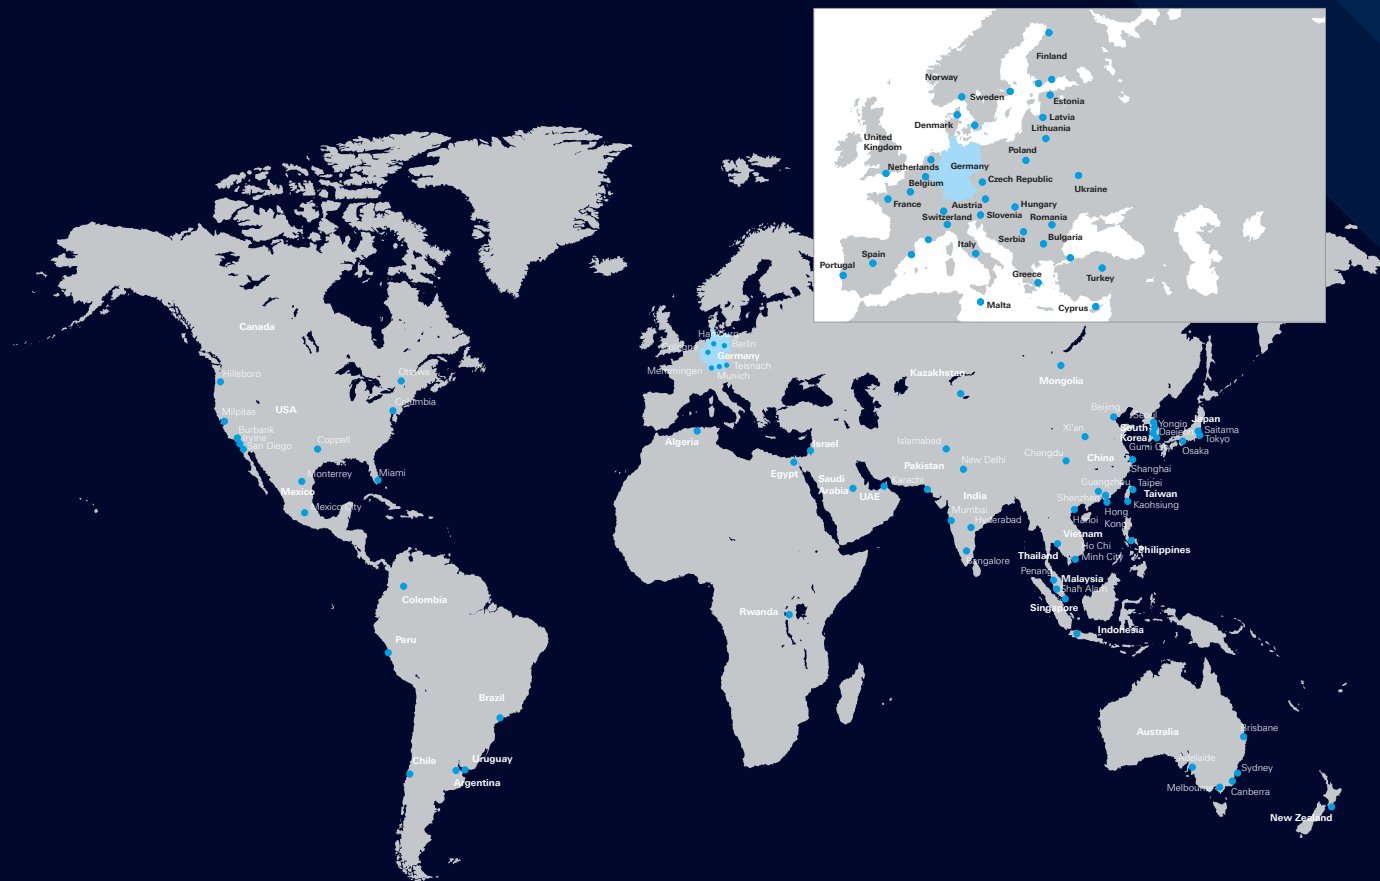 Finland
Norway
Sweden
Estonia
Latvia
Denmark
Lithuania
United
Kingdom
Poland
Netherlands
Germany
Czech Republic
Belgium
Ukraine
France
Austria
Hungary
Switzerland
Slovenia
Romania
Serbia
Bulgaria
Italy
Spain
Portugal
Greece
Turkey
Malta
Cyprus
Canada
Hillsboro
Ottawa
Columbia
USA
Milpitas
Burbank
Irvine
San Diego
Coppell
Monterrey
Miami
Mexico
Mexico City
Colombia
Peru
Brazil
Chile
Uruguay
Argentina
Hamburg
Berlin
Cologne
Germany
Teisnach
Memmingen
Munich
Algeria
Israel
Egypt
Saudi
Arabia
UAE
Rwanda
Kazakhstan
Mongolia
Islamabad
Pakistan
New Delhi
Karachi
India
Mumbai
Hyderabad
Bangalore
Beijing
Xi'an
Chengdu
China
Shanghai
Guangzhou
Shenzhen
Hong
Kong
Seoul
Yongin
South
Korea
Daejeon
Japan
Saitama
Tokyo
Osaka
Taipei
Taiwan
Kaohsiung
Hanoi
Vietnam
Ho Chi
Minh City
Thailand
Philippines
Penang
Malaysia
Shah Alam
Singapore
Indonesia
Australia
Brisbane
Adelaide
Sydney
Melbourne
Canberra
New Zealand